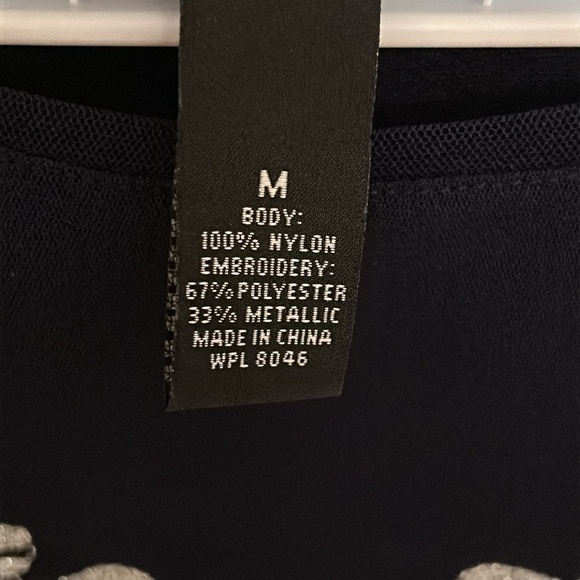 M
BODY:
100% NYLON
EMBROIDERY:
67% POLYESTER
33% METALLIC
MADE IN CHINA
WPL 8046